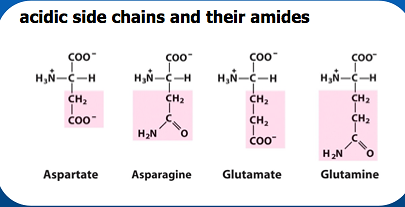 acidic side chains and their amides
COO⁻ COO⁻ COO⁻ COO⁻
H₃N⁺–C–H H₃N⁺–C–H H₃N⁺–C–H H₃N⁺–C–H
CH₂ CH₂ CH₂ CH₂
COO⁻ C CH₂ CH₂
H₂N O COO⁻ C
H₂N O
Aspartate Asparagine Glutamate Glutamine